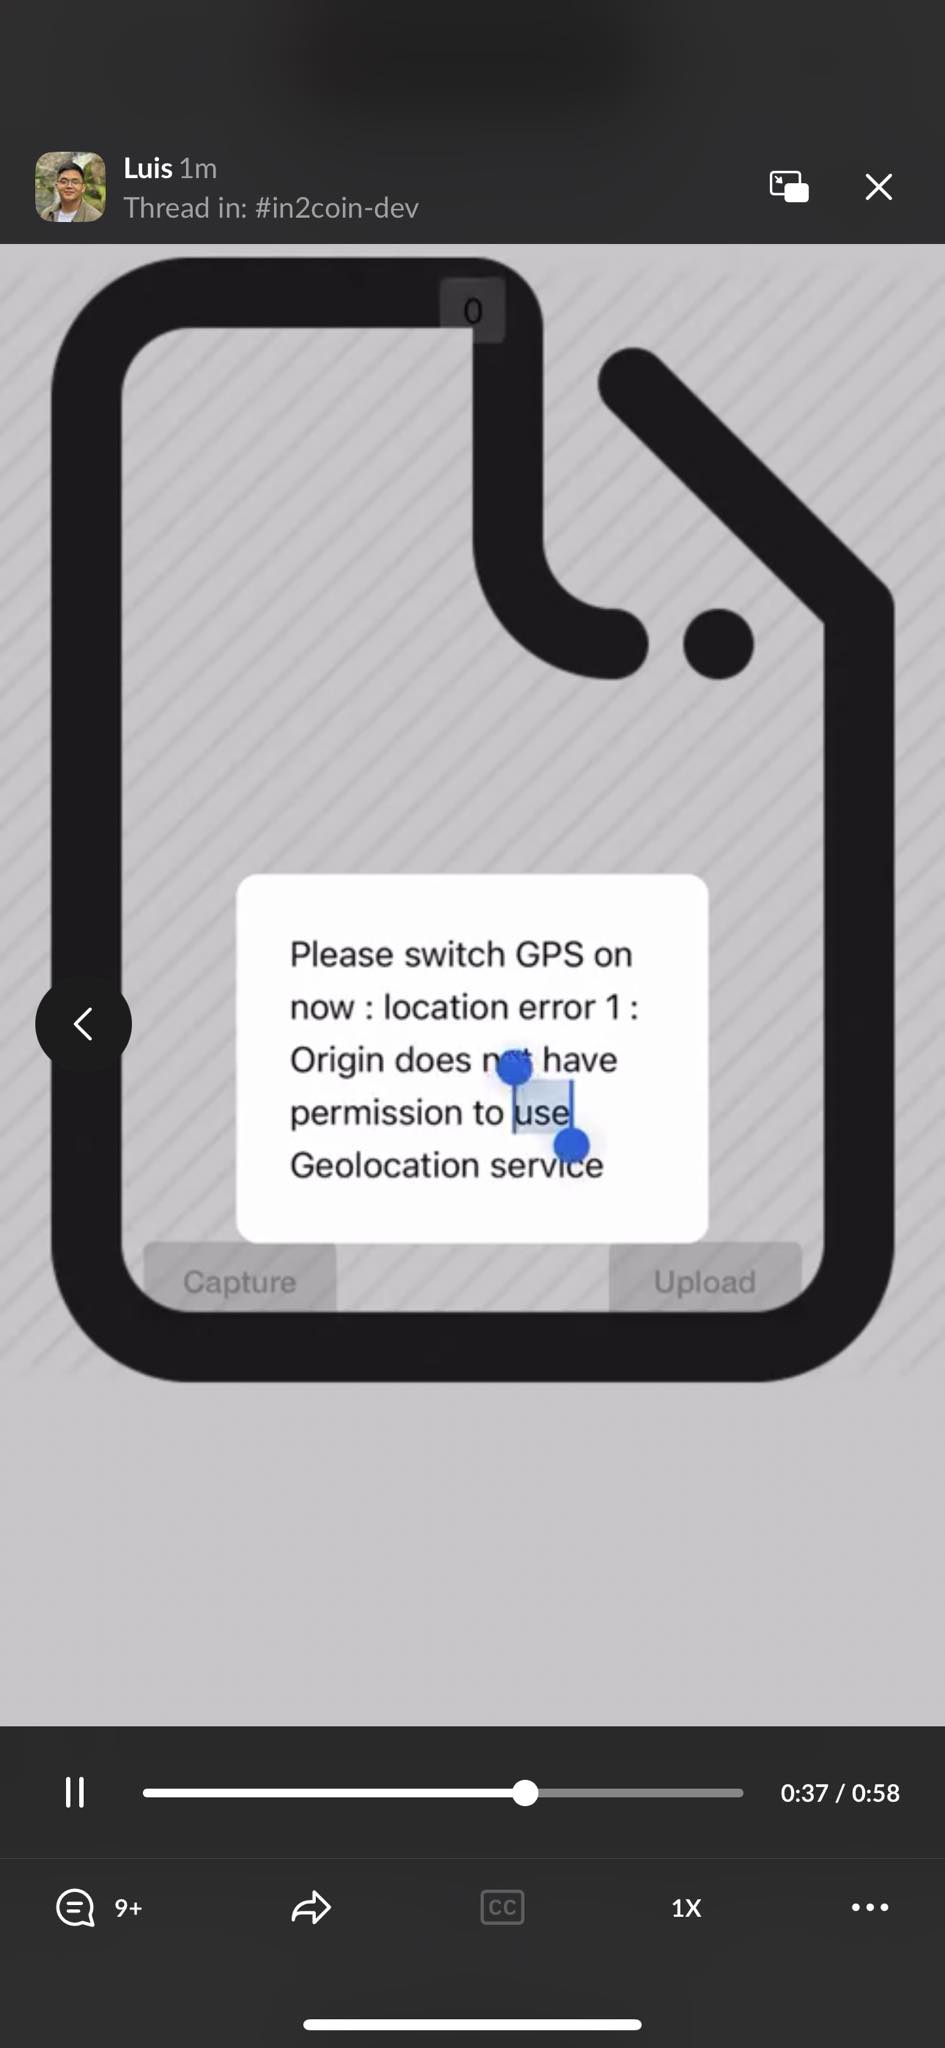 Luis 1m
Thread in: #in2coin-dev
0
Please switch GPS on
now : location error 1 :
Origin does not have
permission to use
Geolocation service
Capture
Upload
0:37 / 0:58
9+
CC
1X